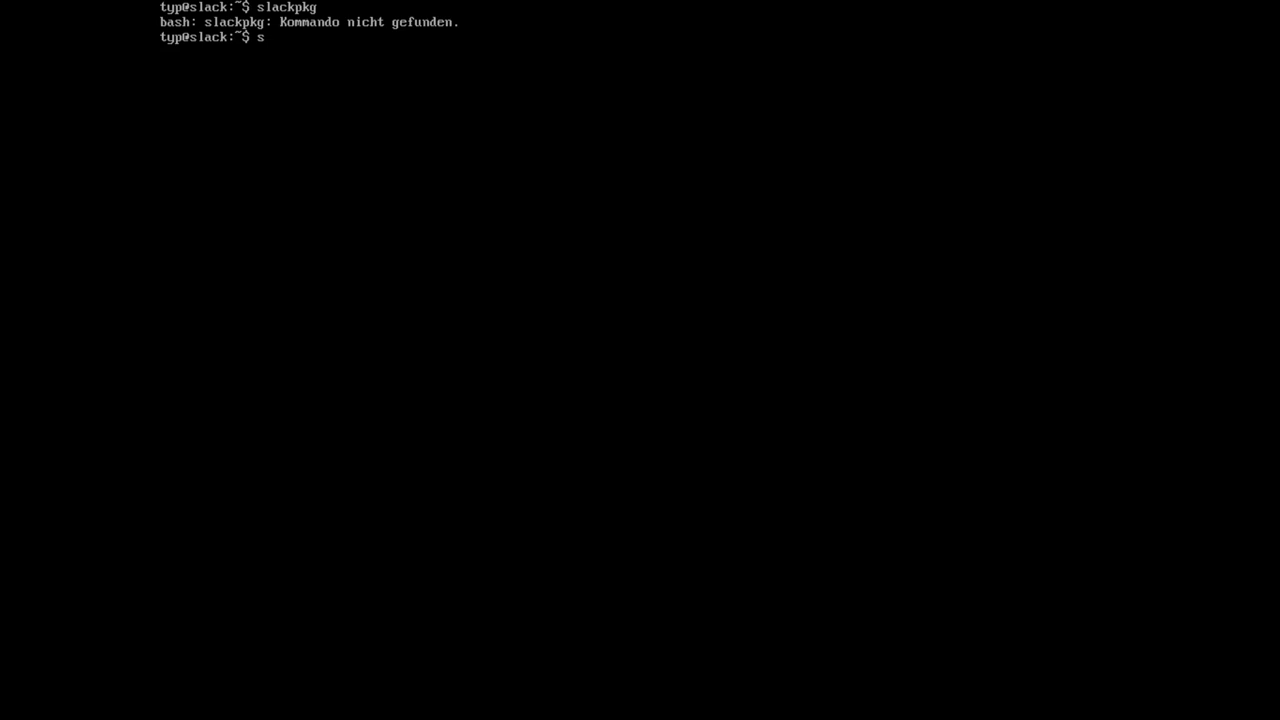 typ@slack:~$ slackpkg
bash: slackpkg: Kommando nicht gefunden.
typ@slack:~$ s